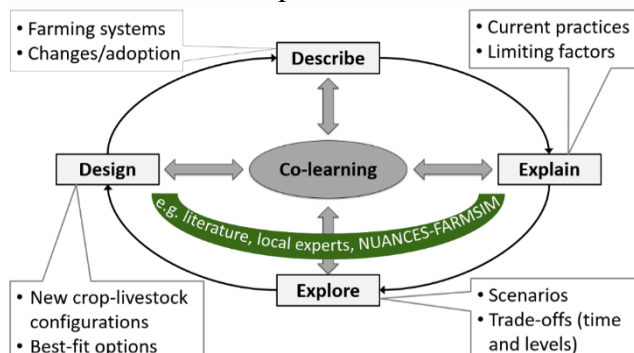 • Farming systems
• Changes/adoption
• Current practices
• Limiting factors
Describe
Design
Co-learning
Explain
e.g. literature, local experts, NUANCES-FARMSIM
Explore
• New crop-livestock
configurations
• Best-fit options
• Scenarios
• Trade-offs (time
and levels)